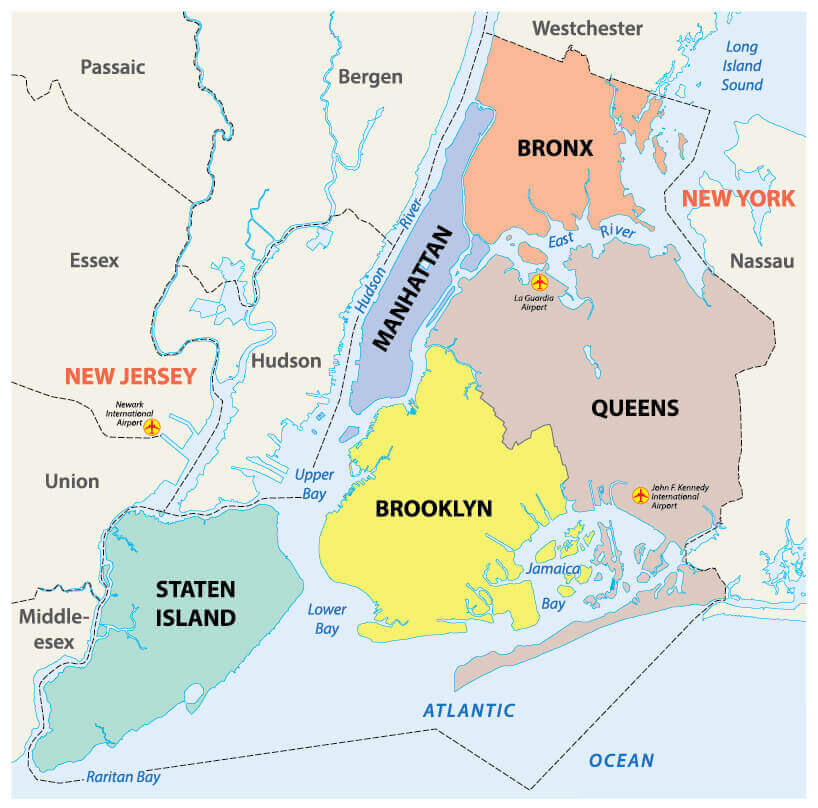 Westchester
Long
Island
Sound
Passaic
Bergen
BRONX
NEW YORK
Hudson River
East River
Essex
Nassau
MANHATTAN
La Guardia
Airport
Hudson
NEW JERSEY
Newark
International
Airport
QUEENS
Union
Upper
Bay
BROOKLYN
John F. Kennedy
International
Airport
Jamaica
Bay
STATEN
ISLAND
Lower
Bay
Middle-
esex
ATLANTIC
OCEAN
Raritan Bay